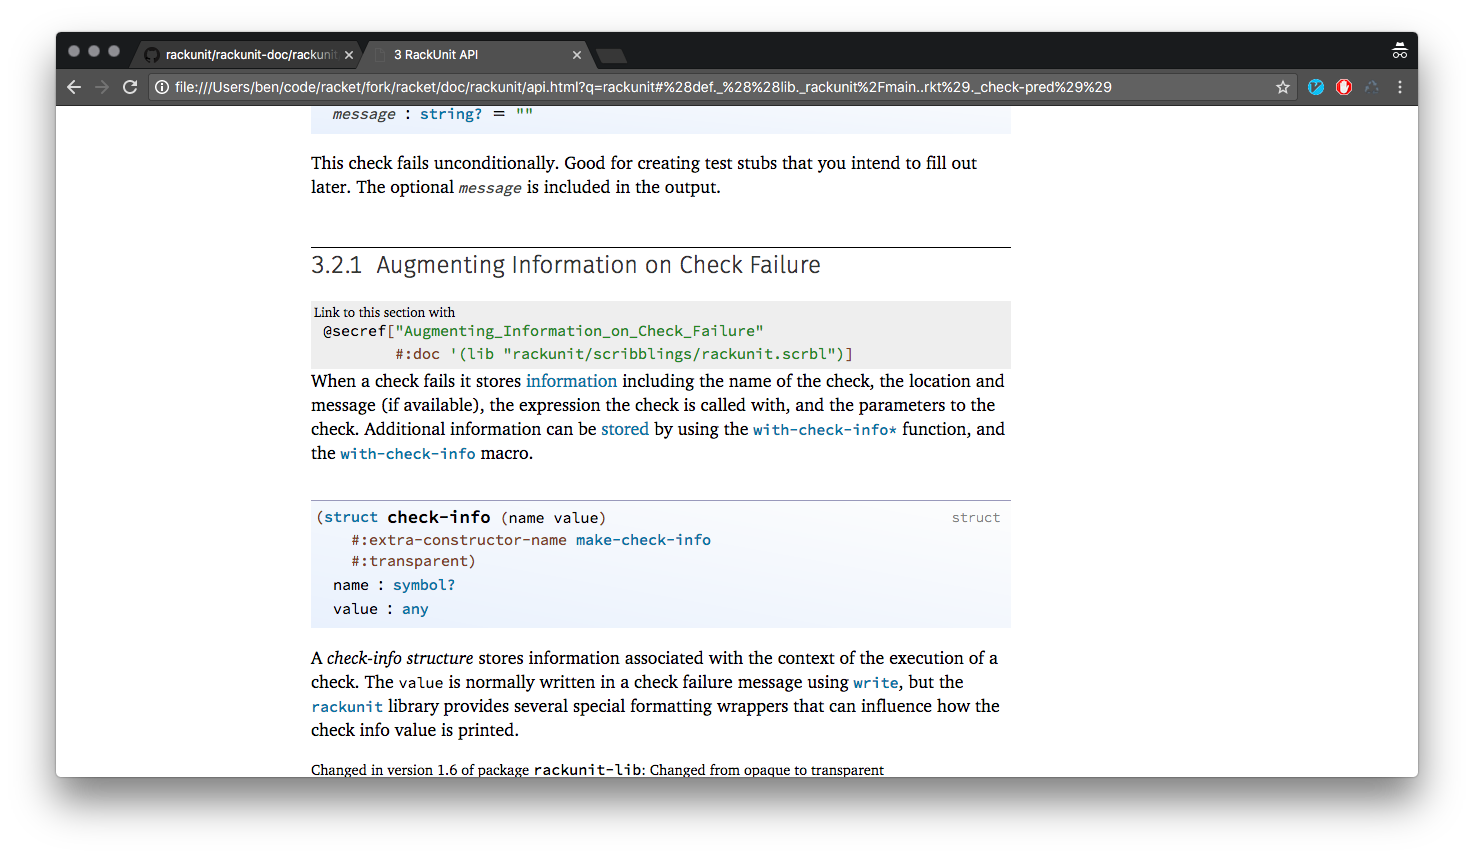 rackunit/rackunit-doc/rackunit
3 RackUnit API
file:///Users/ben/code/racket/fork/racket/doc/rackunit/api.html?q=rackunit#%28def._%28%28lib._rackunit%2Fmain..rkt%29._check-pred%29%29
message : string? = ""
This check fails unconditionally. Good for creating test stubs that you intend to fill out
later. The optional message is included in the output.
3.2.1 Augmenting Information on Check Failure
Link to this section with
@secref["Augmenting_Information_on_Check_Failure"
#:doc '(lib "rackunit/scribblings/rackunit.scrbl")]
When a check fails it stores information including the name of the check, the location and
message (if available), the expression the check is called with, and the parameters to the
check. Additional information can be stored by using the with-check-info* function, and
the with-check-info macro.
(struct check-info (name value) struct
#:extra-constructor-name make-check-info
#:transparent)
name : symbol?
value : any
A check-info structure stores information associated with the context of the execution of a
check. The value is normally written in a check failure message using write, but the
rackunit library provides several special formatting wrappers that can influence how the
check info value is printed.
Changed in version 1.6 of package rackunit-lib: Changed from opaque to transparent